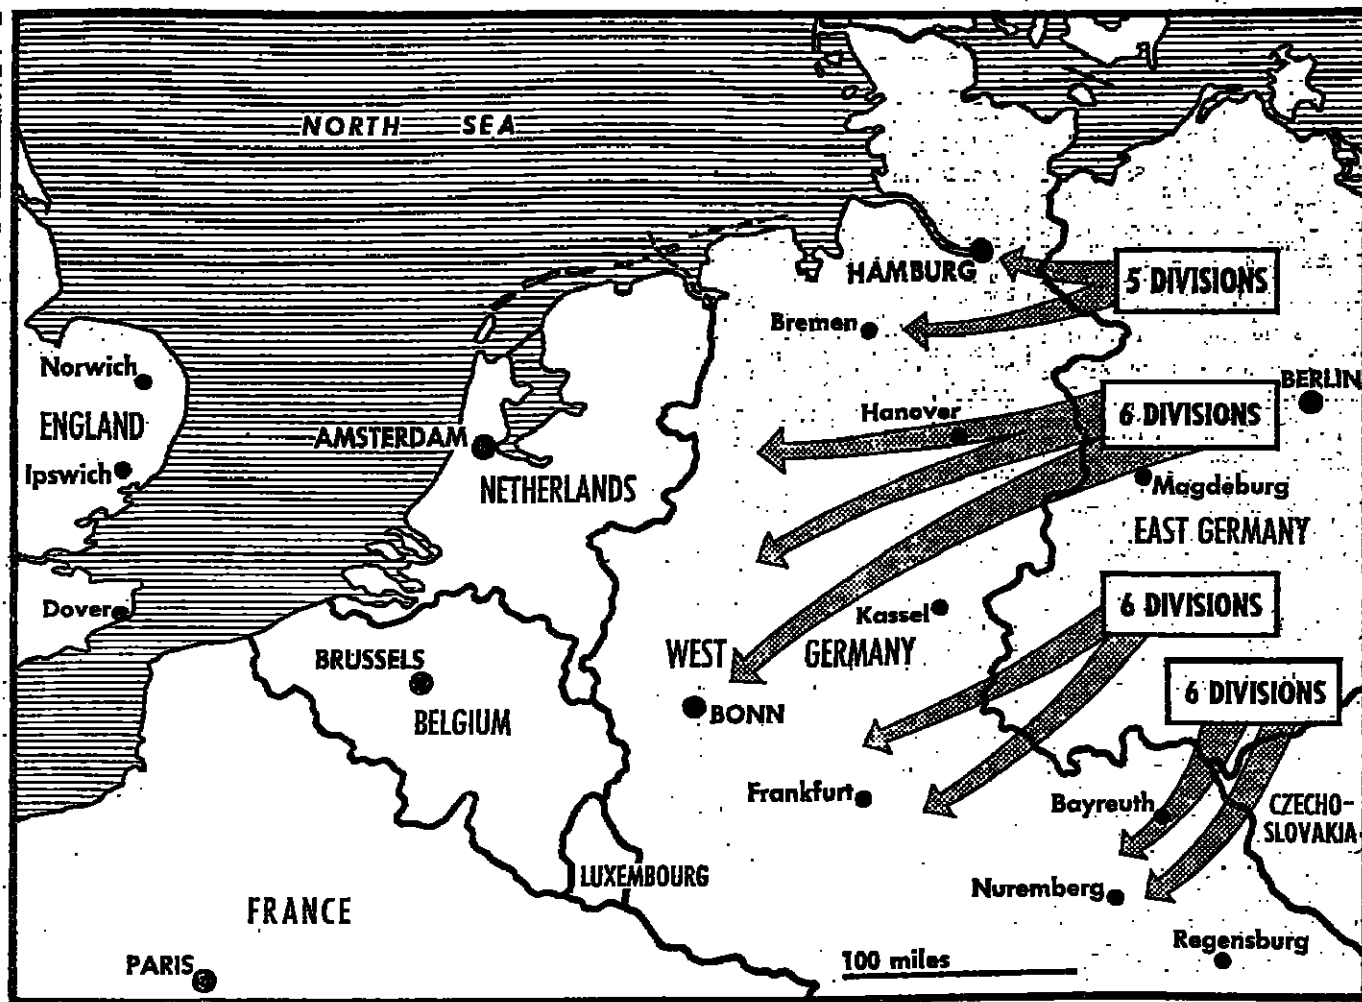 NORTH SEA
HAMBURG
5 DIVISIONS
Bremen
Norwich
BERLIN
ENGLAND
Hanover
6 DIVISIONS
AMSTERDAM
Ipswich
NETHERLANDS
Magdeburg
EAST GERMANY
Dover
Kassel
6 DIVISIONS
BRUSSELS
WEST GERMANY
6 DIVISIONS
BELGIUM
BONN
Frankfurt
Bayreuth
CZECHO-
SLOVAKIA
LUXEMBOURG
Nuremberg
FRANCE
Regensburg
PARIS
100 miles